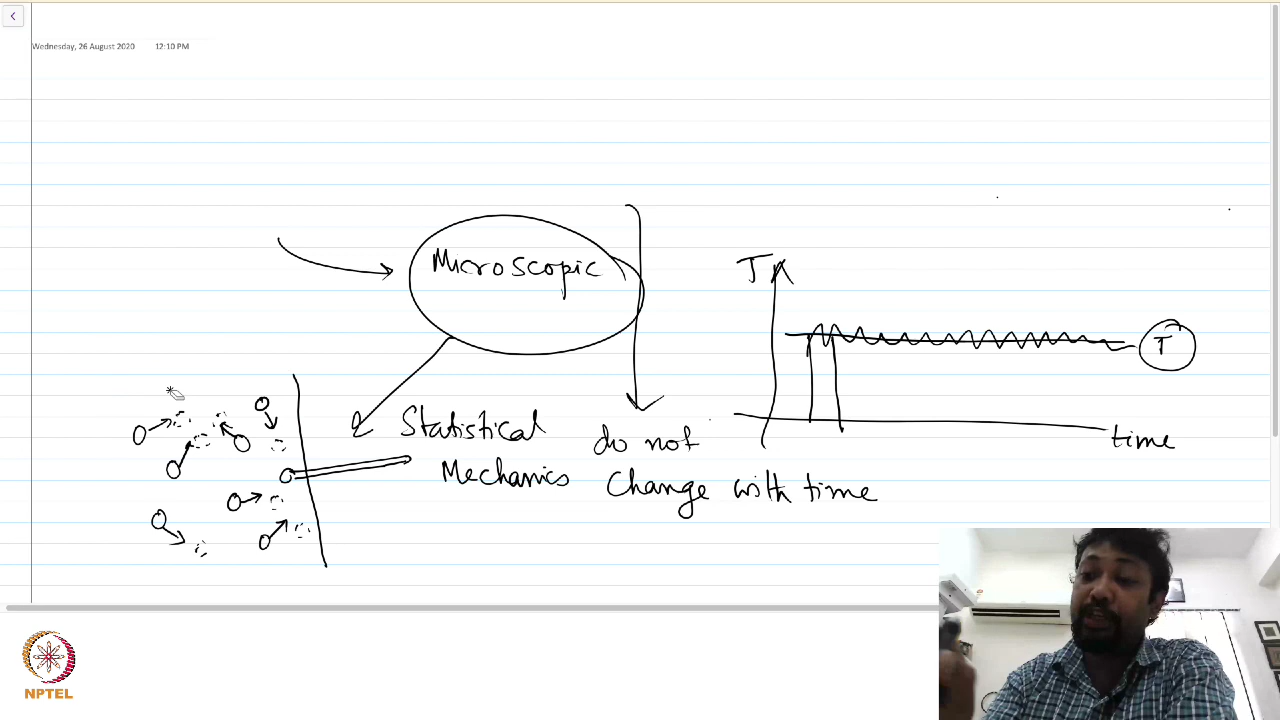 Wednesday, 26 August 2020 12:10 PM
Microscopic
T
T
Statistical
Mechanics
do not
Change with time
time
NPTEL